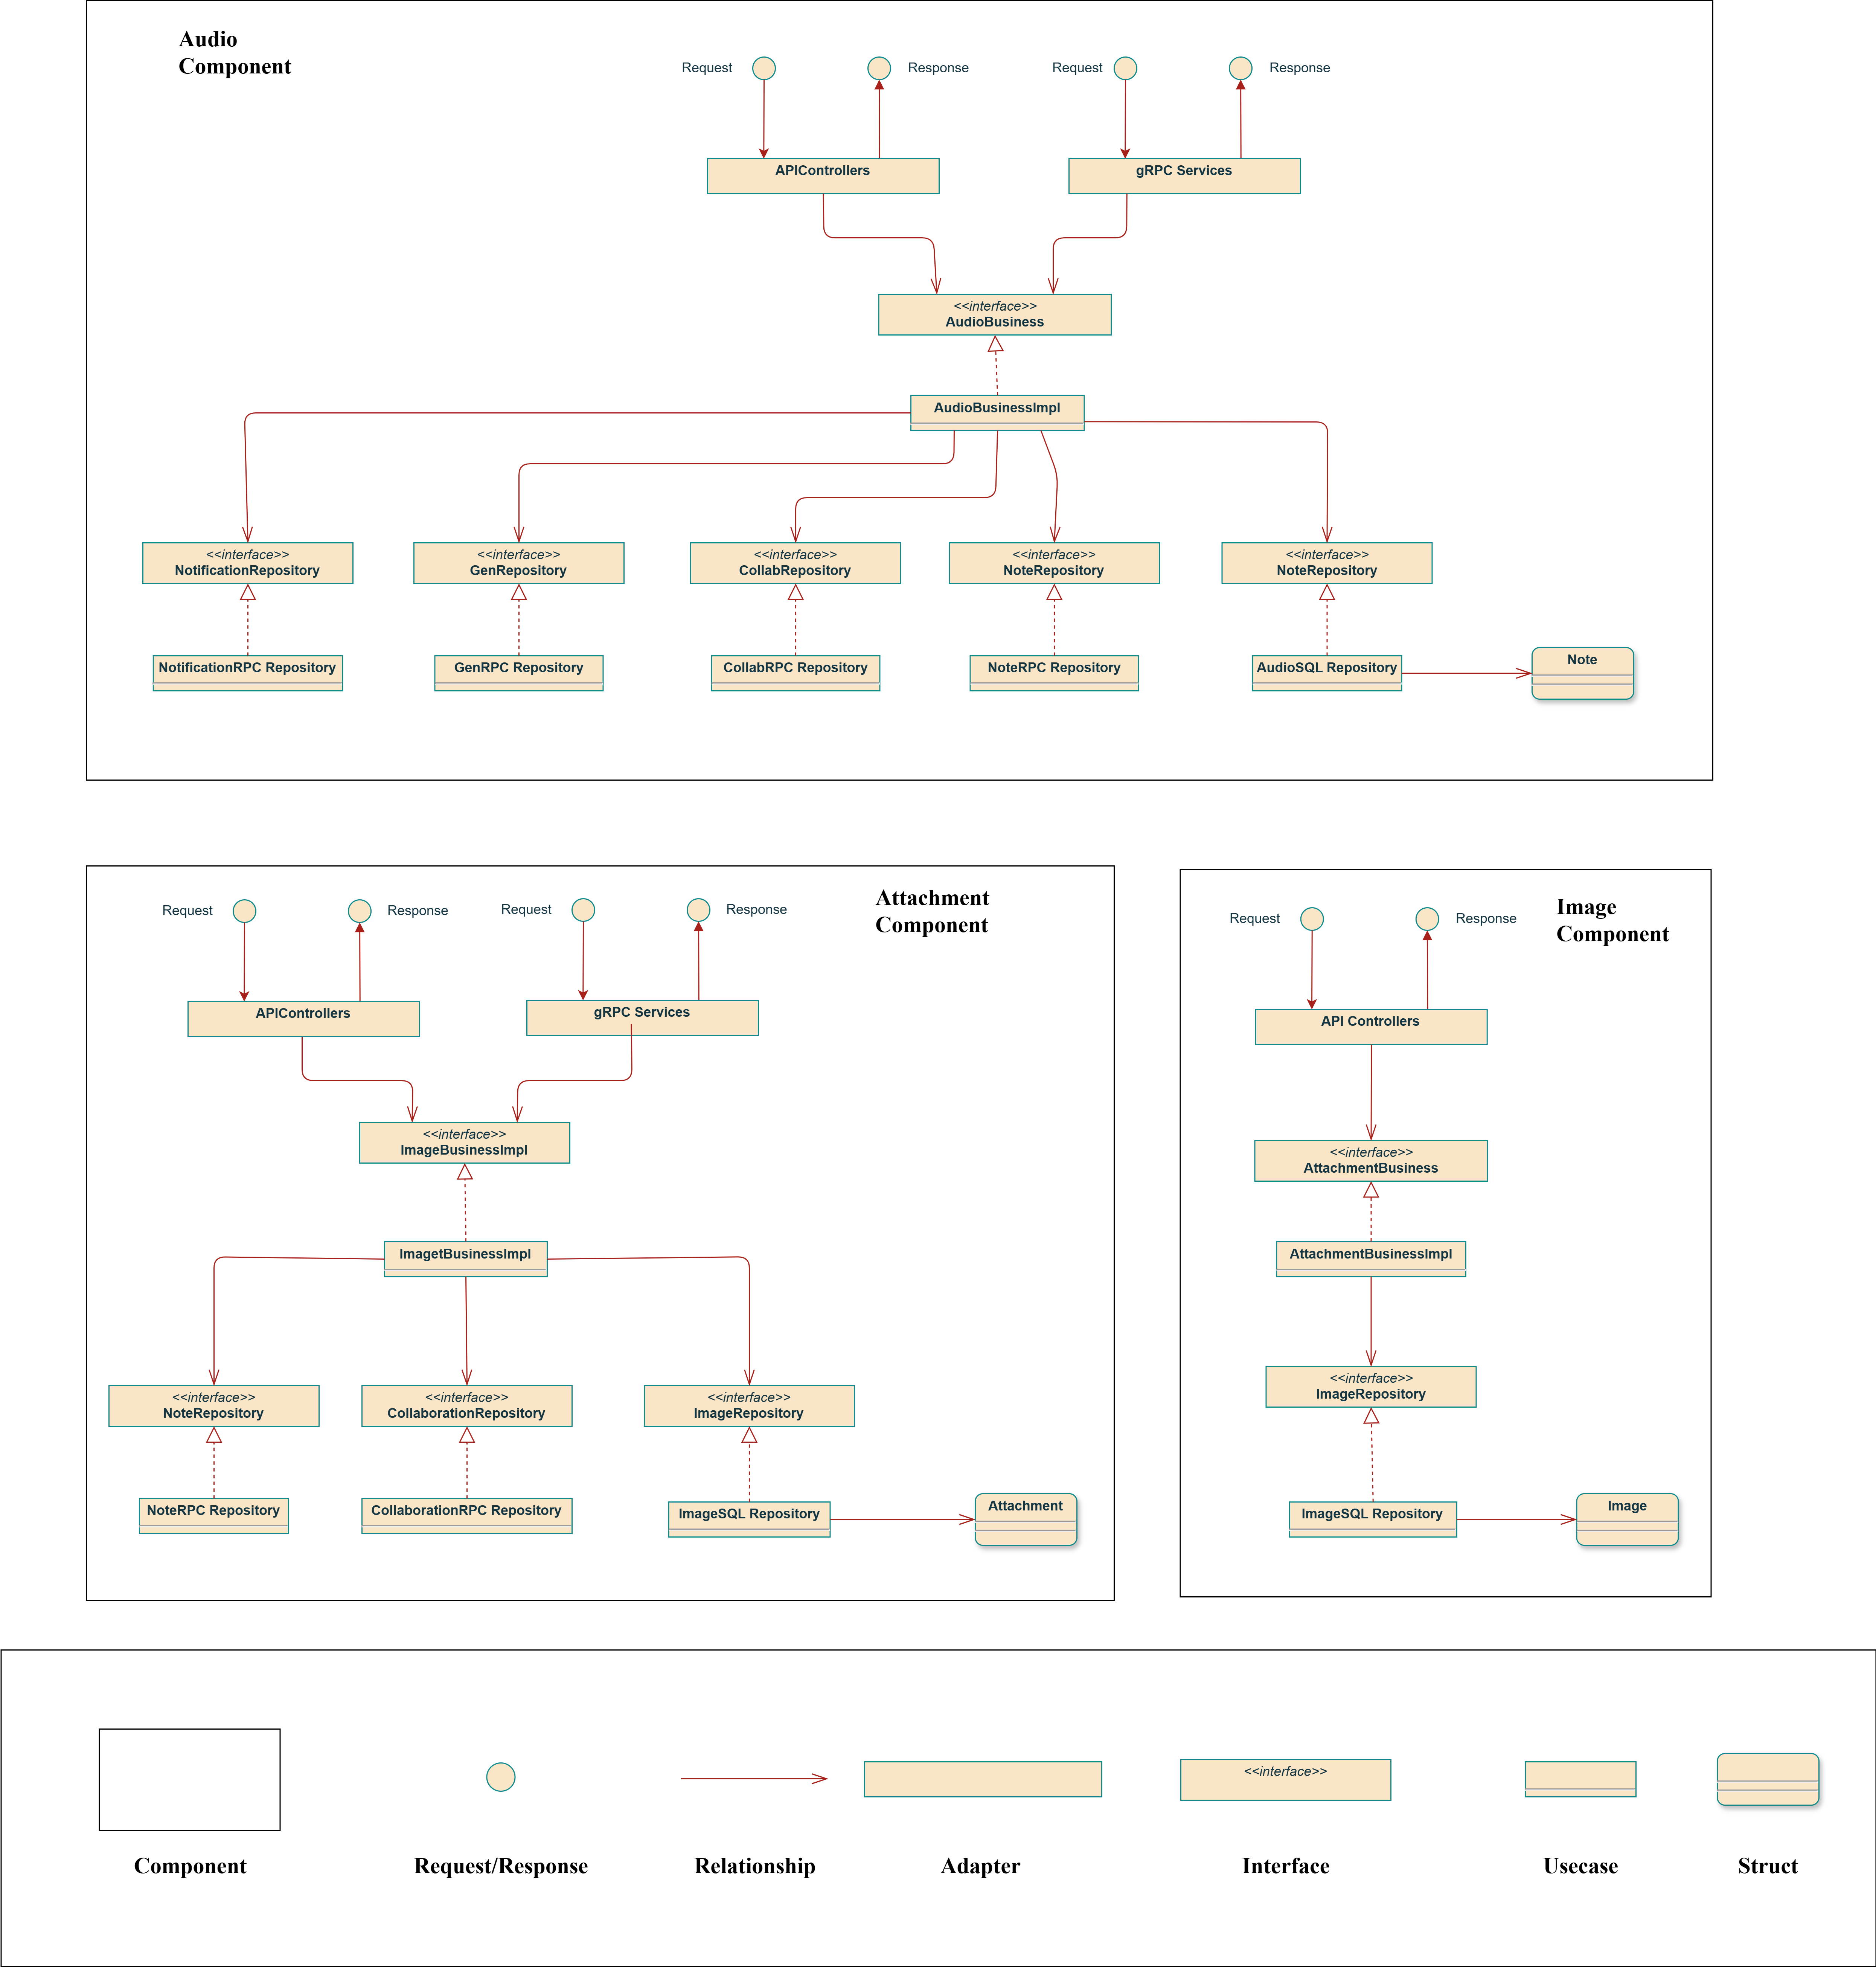 Audio
Component
Request
Response
Request
Response
APIControllers
gRPC Services
<<interface>>
AudioBusiness
AudioBusinessImpl
<<interface>>
NotificationRepository
<<interface>>
GenRepository
<<interface>>
CollabRepository
<<interface>>
NoteRepository
<<interface>>
NoteRepository
NotificationRPC Repository
GenRPC Repository
CollabRPC Repository
NoteRPC Repository
AudioSQL Repository
Note
Attachment
Component
Request
Response
Request
Response
APIControllers
gRPC Services
<<interface>>
ImageBusinessImpl
ImagetBusinessImpl
<<interface>>
NoteRepository
<<interface>>
CollaborationRepository
<<interface>>
ImageRepository
NoteRPC Repository
CollaborationRPC Repository
ImageSQL Repository
Attachment
Image
Component
Request
Response
API Controllers
<<interface>>
AttachmentBusiness
AttachmentBusinessImpl
<<interface>>
ImageRepository
ImageSQL Repository
Image
<<interface>>
Component
Request/Response
Relationship
Adapter
Interface
Usecase
Struct